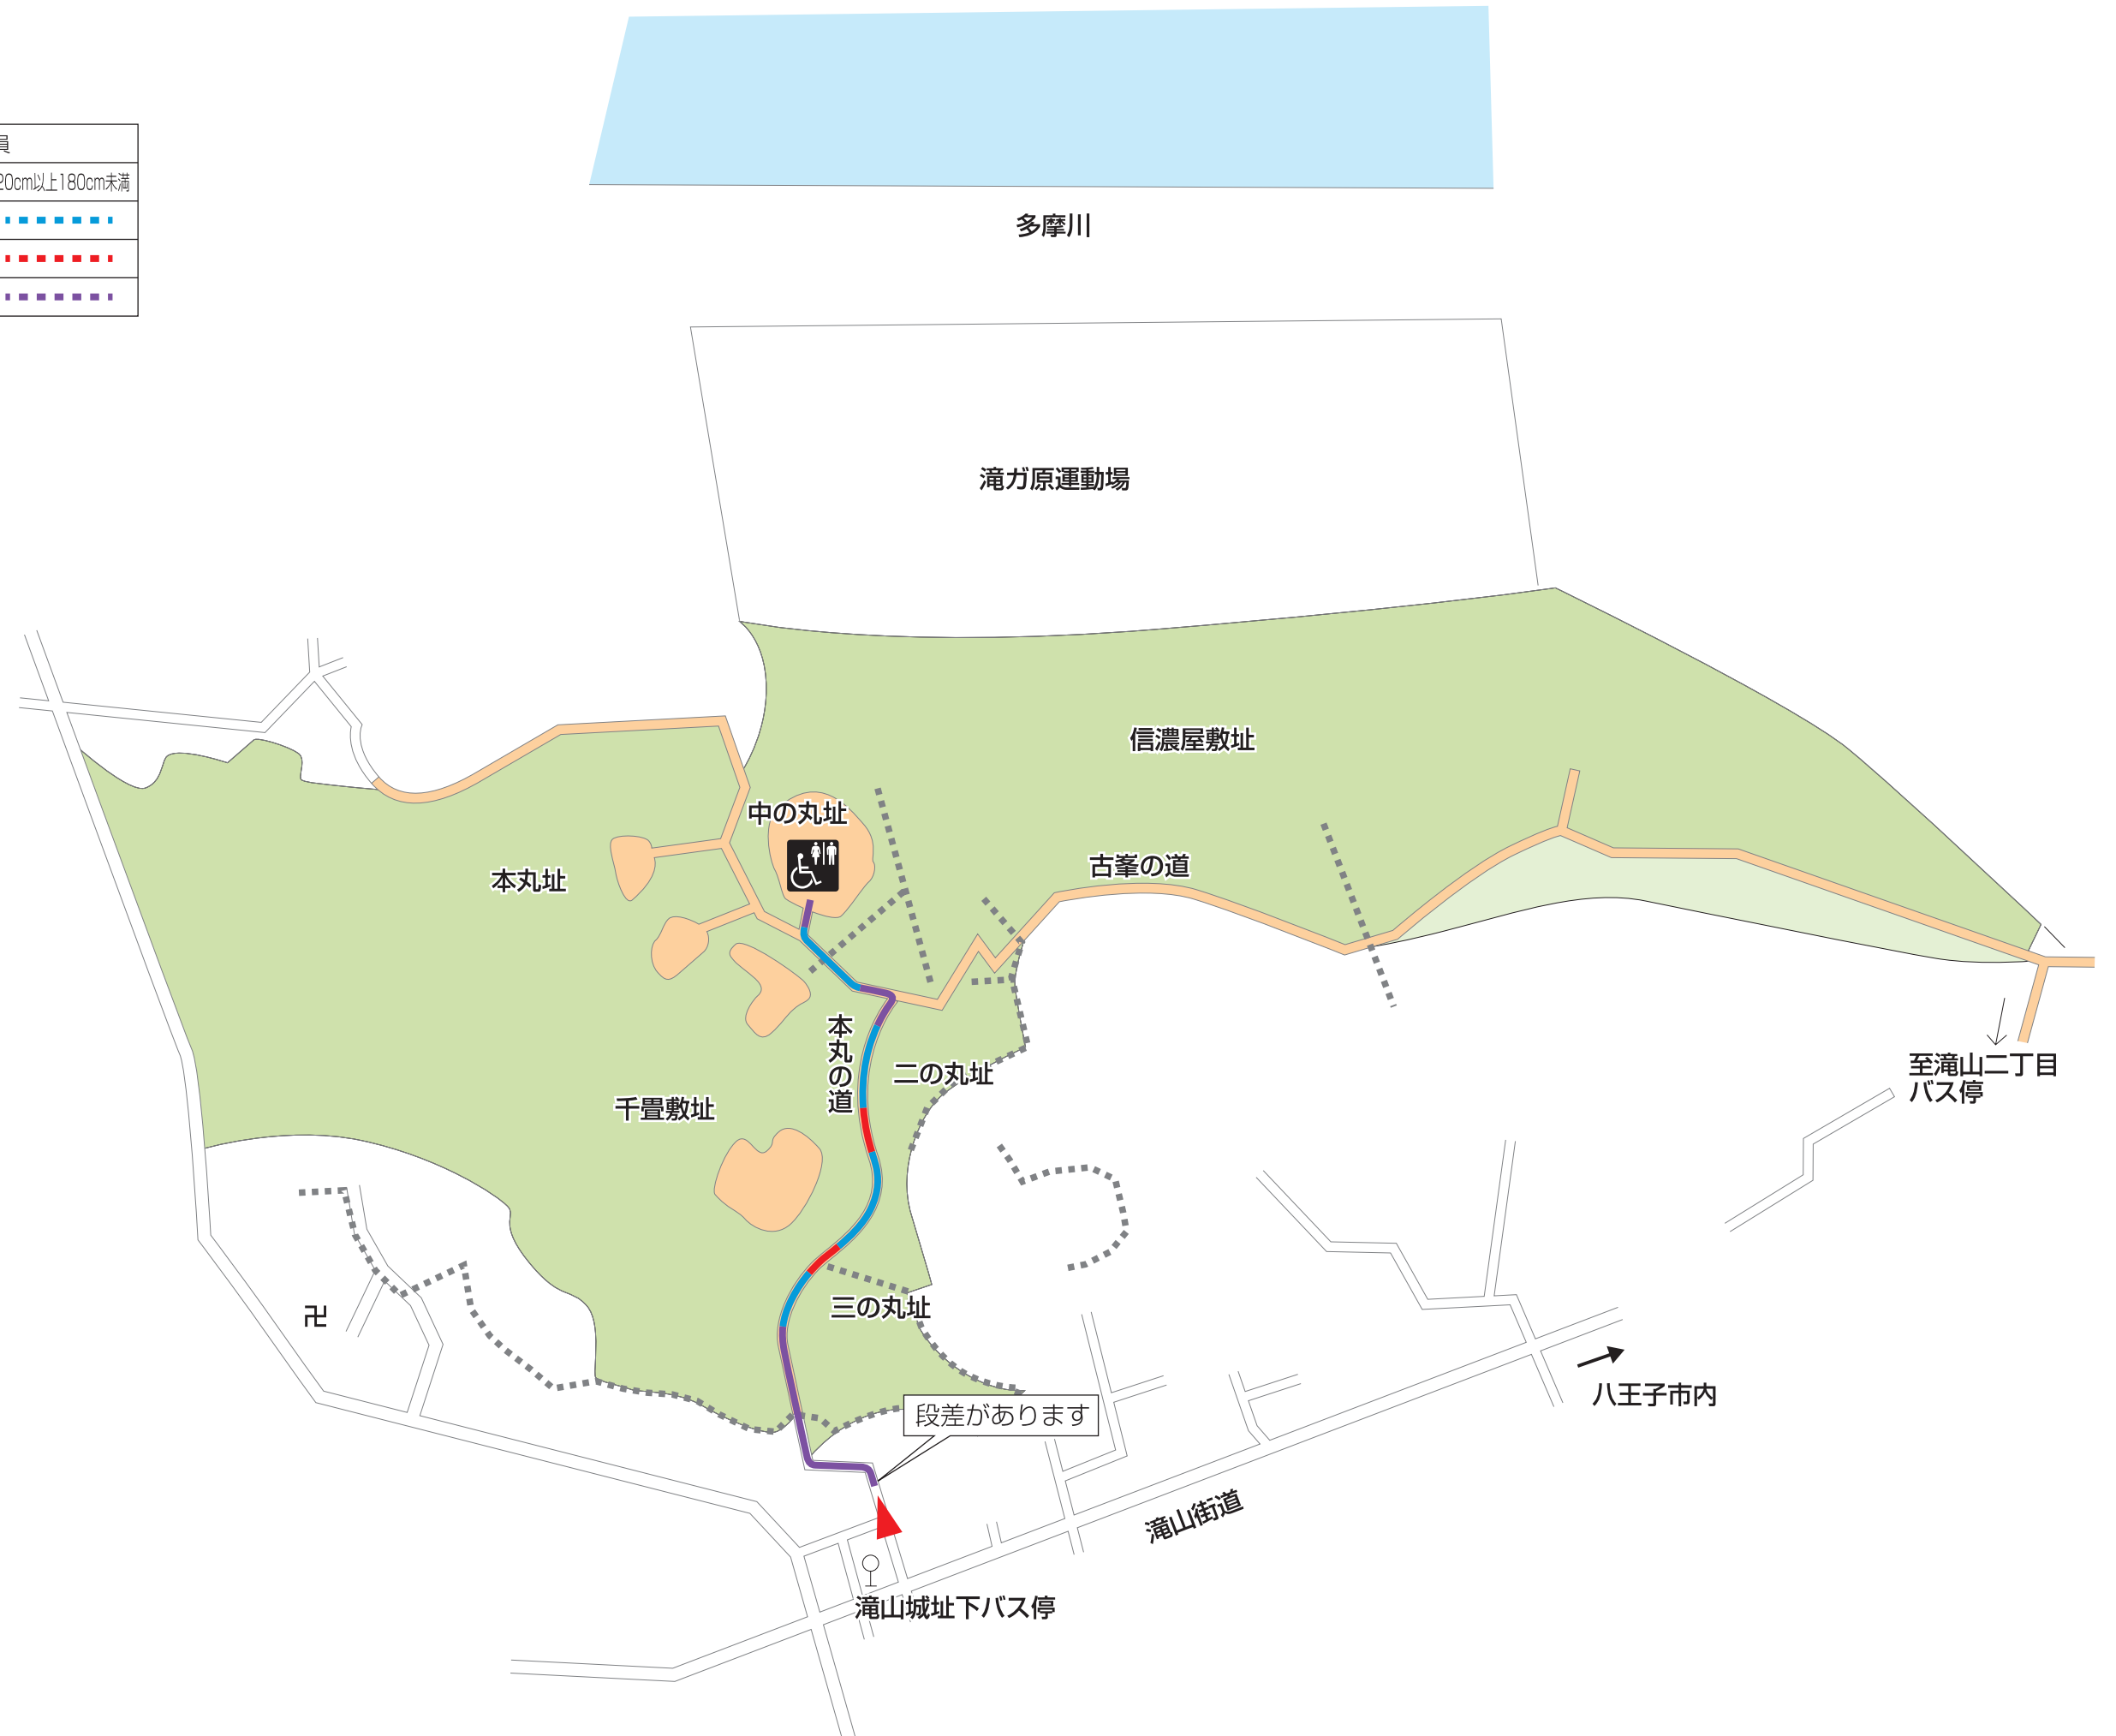 員
20cm以上180cm未満
多摩川
滝ガ原運動場
信濃屋敷址
中の丸址
古峯の道
本丸址
本丸の道
二の丸址
至滝山二丁目
バス停
千畳敷址
卍
三の丸址
八王子市内
段差があります
滝山街道
滝山城址下バス停